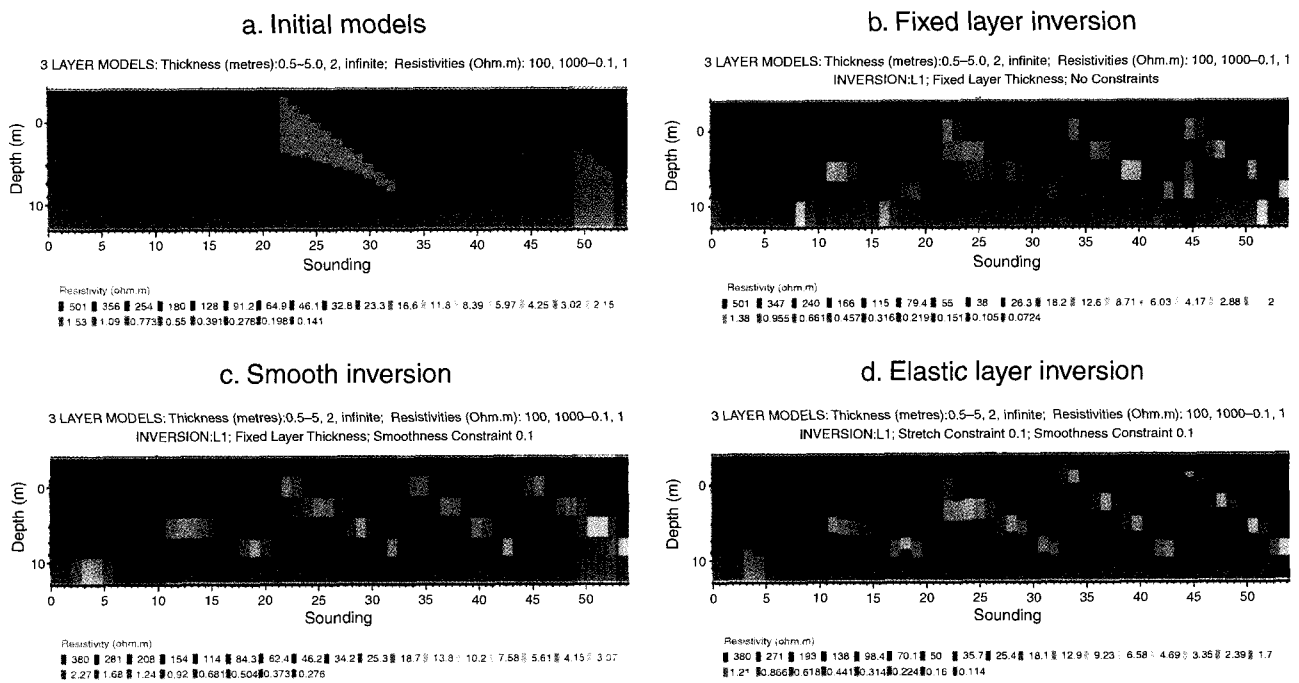 a. Initial models
3 LAYER MODELS: Thickness (metres):0.5–5.0, 2, infinite; Resistivities (Ohm.m): 100, 1000–0.1, 1
Depth (m)
0
10
0 5 10 15 20 25 30 35 40 45 50
Sounding
Resistivity (ohm.m)
501 356 254 180 128 91.2 64.9 46.1 32.8 23.3 16.6 11.8 8.39 5.97 4.25 3.02 2.15
1.53 1.09 0.773 0.55 0.391 0.278 0.198 0.141
b. Fixed layer inversion
3 LAYER MODELS: Thickness (metres):0.5–5.0, 2, infinite; Resistivities (Ohm.m): 100, 1000–0.1, 1
INVERSION:L1; Fixed Layer Thickness; No Constraints
Depth (m)
0
10
0 5 10 15 20 25 30 35 40 45 50
Sounding
Resistivity (ohm.m)
501 347 240 166 115 79.4 55 38 26.3 18.2 12.6 8.71 6.03 4.17 2.88 2
1.38 0.955 0.661 0.457 0.316 0.219 0.151 0.105 0.0724
c. Smooth inversion
3 LAYER MODELS: Thickness (metres):0.5–5, 2, infinite; Resistivities (Ohm.m): 100, 1000–0.1, 1
INVERSION:L1; Fixed Layer Thickness; Smoothness Constraint 0.1
Depth (m)
0
10
0 5 10 15 20 25 30 35 40 45 50
Sounding
Resistivity (ohm.m)
380 281 208 154 114 84.3 62.4 46.2 34.2 25.3 18.7 13.8 10.2 7.58 5.61 4.15 3.07
2.27 1.68 1.24 0.92 0.681 0.504 0.373 0.276
d. Elastic layer inversion
3 LAYER MODELS: Thickness (metres):0.5–5, 2, infinite; Resistivities (Ohm.m): 100, 1000–0.1, 1
INVERSION:L1; Stretch Constraint 0.1; Smoothness Constraint 0.1
Depth (m)
0
10
0 5 10 15 20 25 30 35 40 45 50
Sounding
Resistivity (ohm.m)
380 271 193 138 98.4 70.1 50 35.7 25.4 18.1 12.9 9.23 6.58 4.69 3.35 2.39 1.7
1.21 0.866 0.618 0.441 0.314 0.224 0.16 0.114